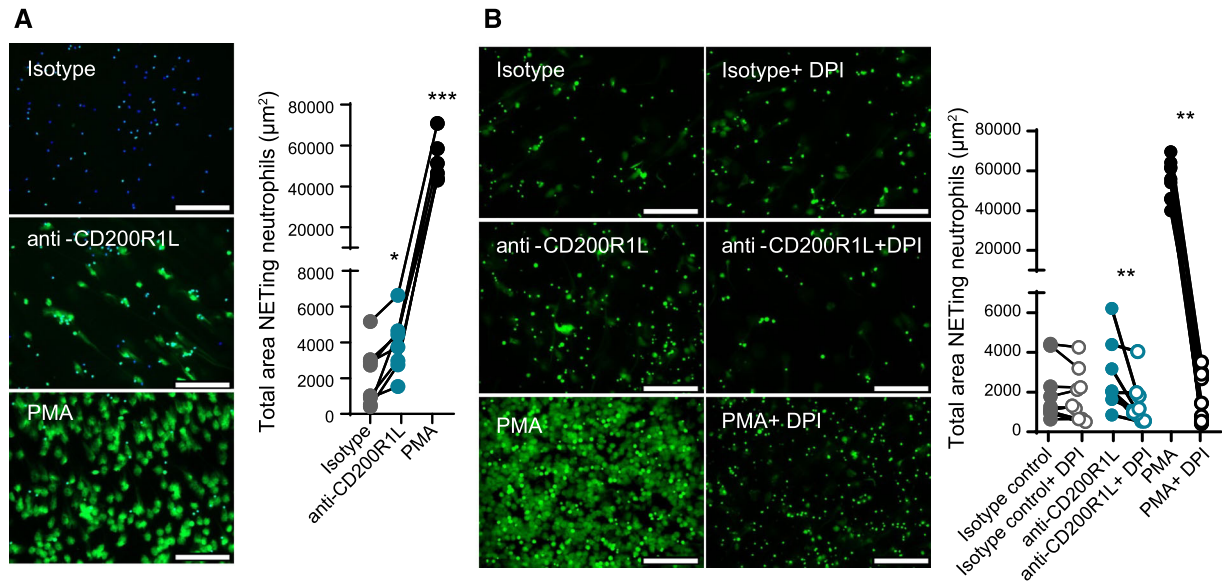 A
Isotype
anti -CD200R1L
PMA
Total area NETing neutrophils (µm²)
80000
60000
40000
20000
8000
6000
4000
2000
0
***
*
Isotype
anti-CD200R1L
PMA
B
Isotype
Isotype+ DPI
anti -CD200R1L
anti -CD200R1L+DPI
PMA
PMA+ DPI
Total area NETing neutrophils (µm²)
80000
60000
40000
20000
6000
4000
2000
0
**
**
Isotype control
Isotype control+ DPI
anti-CD200R1L
anti-CD200R1L+ DPI
PMA
PMA+ DPI